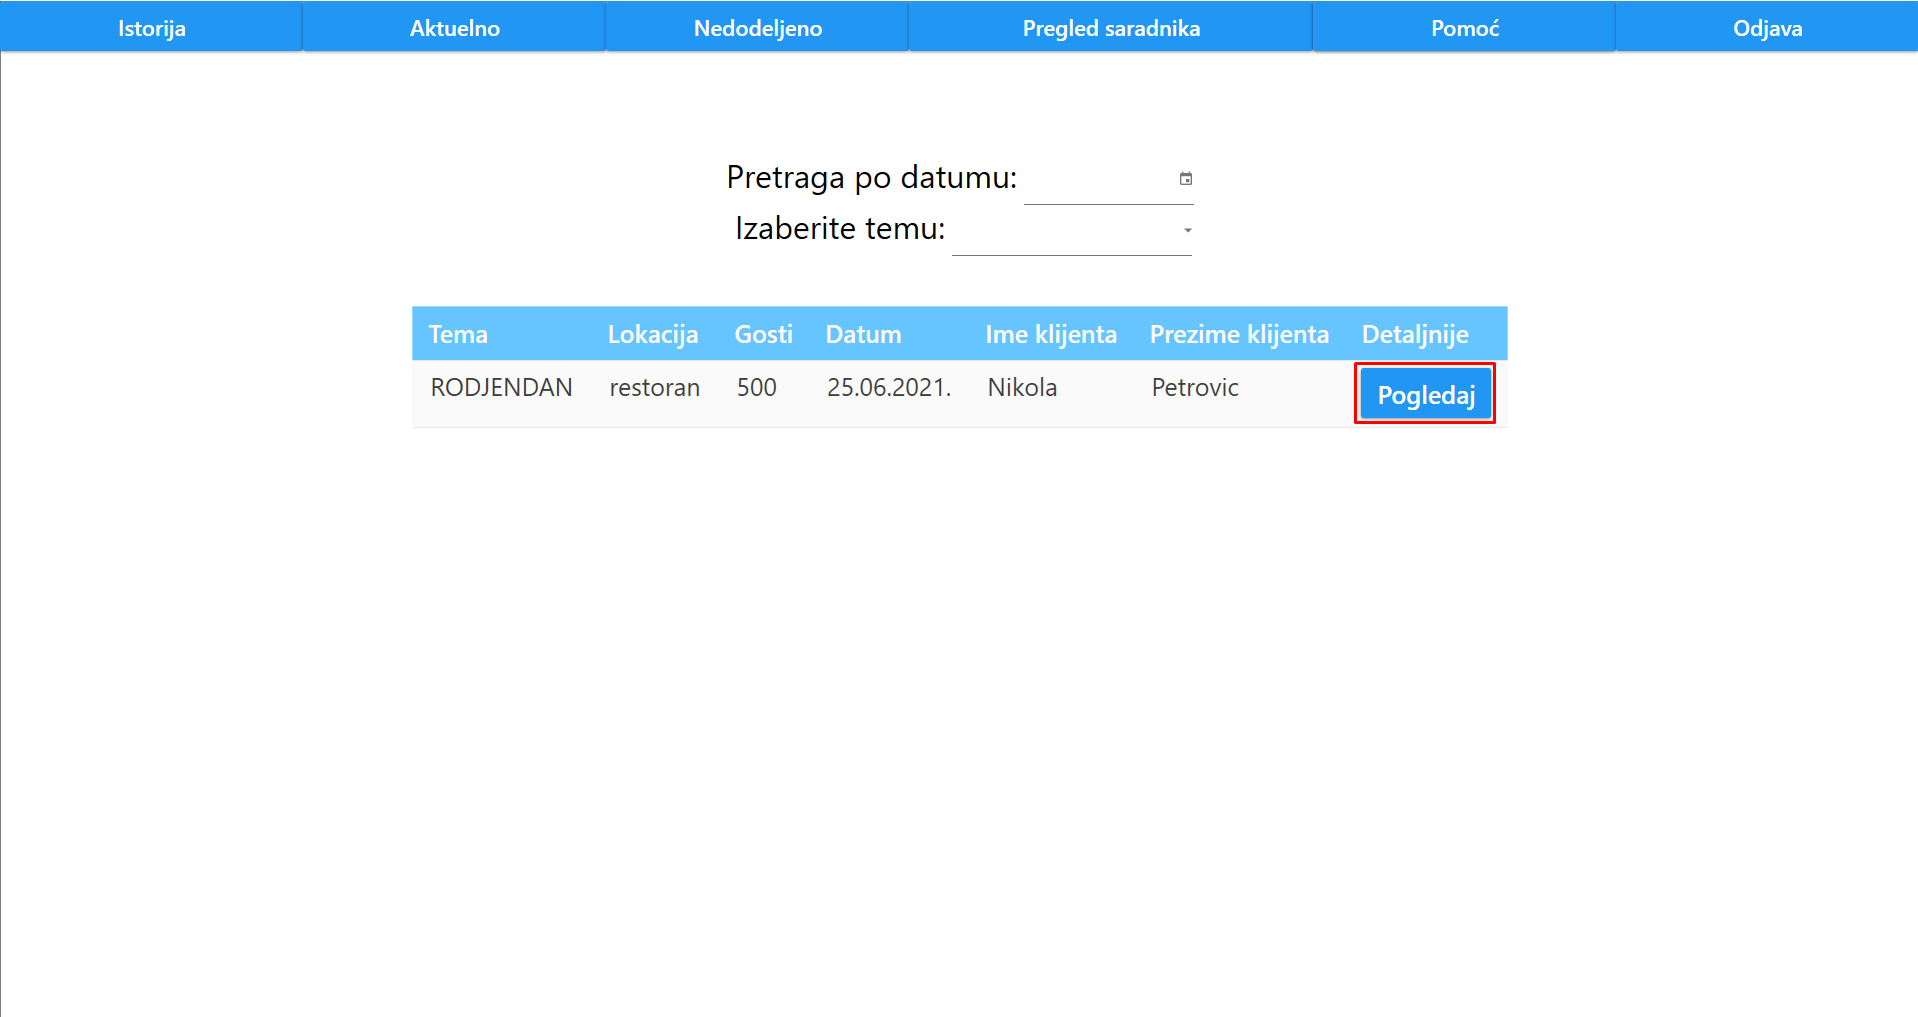 Istorija Aktuelno Nedodeljeno Pregled saradnika Pomoć Odjava
Pretraga po datumu:
Izaberite temu:
Tema Lokacija Gosti Datum Ime klijenta Prezime klijenta Detaljnije
RODJENDAN restoran 500 25.06.2021. Nikola Petrovic Pogledaj